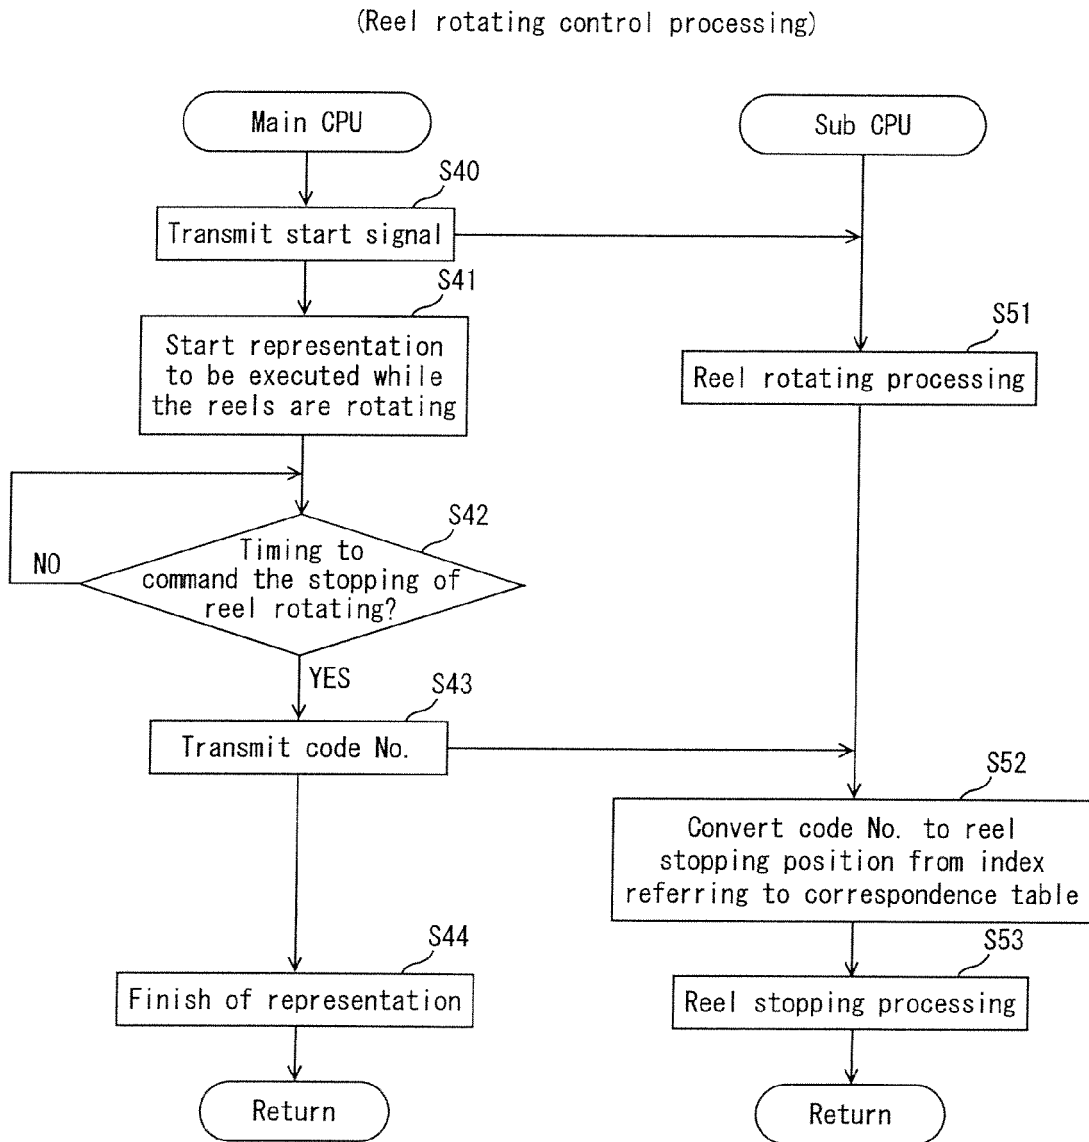 (Reel rotating control processing)
Main CPU
Sub CPU
S40
Transmit start signal
S41
Start representation
to be executed while
the reels are rotating
S51
Reel rotating processing
S42
Timing to
command the stopping of
reel rotating?
NO
YES
S43
Transmit code No.
S52
Convert code No. to reel
stopping position from index
referring to correspondence table
S44
Finish of representation
S53
Reel stopping processing
Return
Return